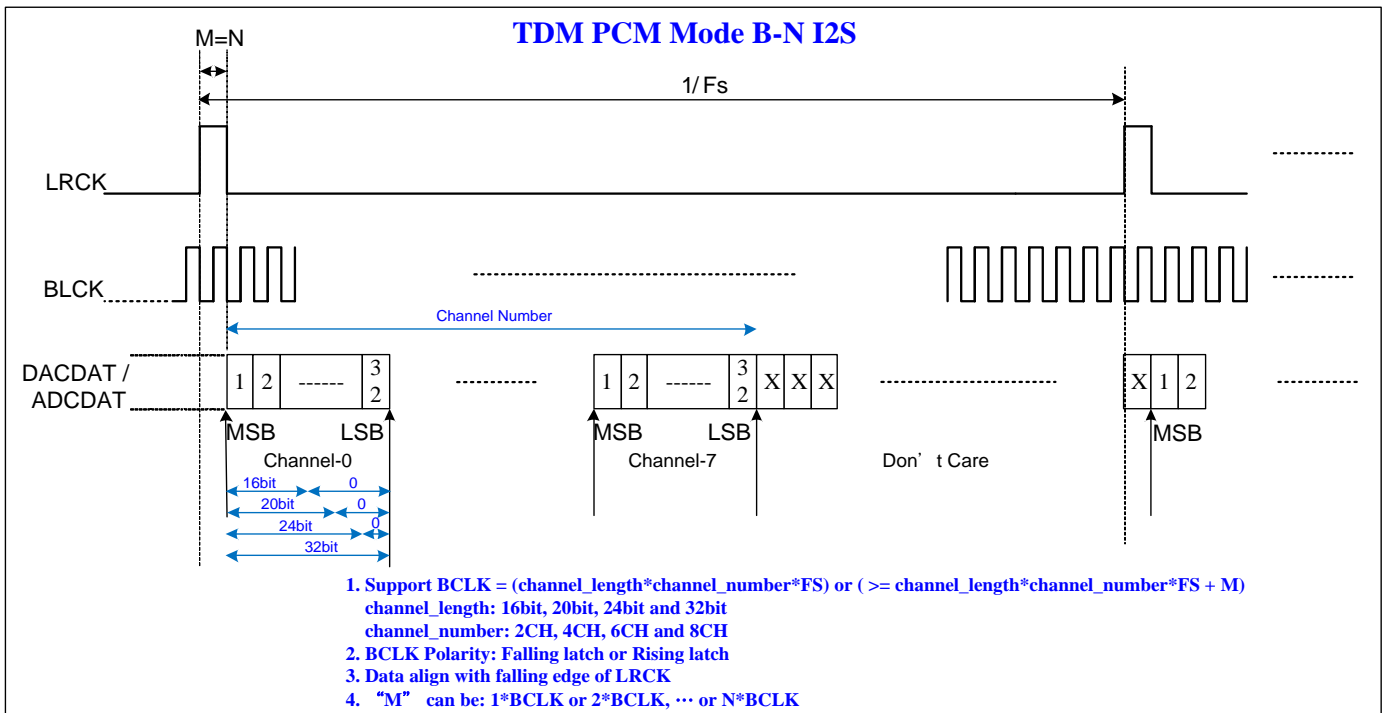 TDM PCM Mode B-N I2S
M=N
1/ Fs
LRCK
BLCK
Channel Number
DACDAT /
ADCDAT
1 2 ------ 32
1 2 ------ 32 X X X
X 1 2
MSB LSB
MSB LSB
MSB
Channel-0
Channel-7
Don’ t Care
16bit 0
20bit 0
24bit 0
32bit
1. Support BCLK = (channel_length*channel_number*FS) or ( >= channel_length*channel_number*FS + M)
channel_length: 16bit, 20bit, 24bit and 32bit
channel_number: 2CH, 4CH, 6CH and 8CH
2. BCLK Polarity: Falling latch or Rising latch
3. Data align with falling edge of LRCK
4. “M” can be: 1*BCLK or 2*BCLK, ··· or N*BCLK